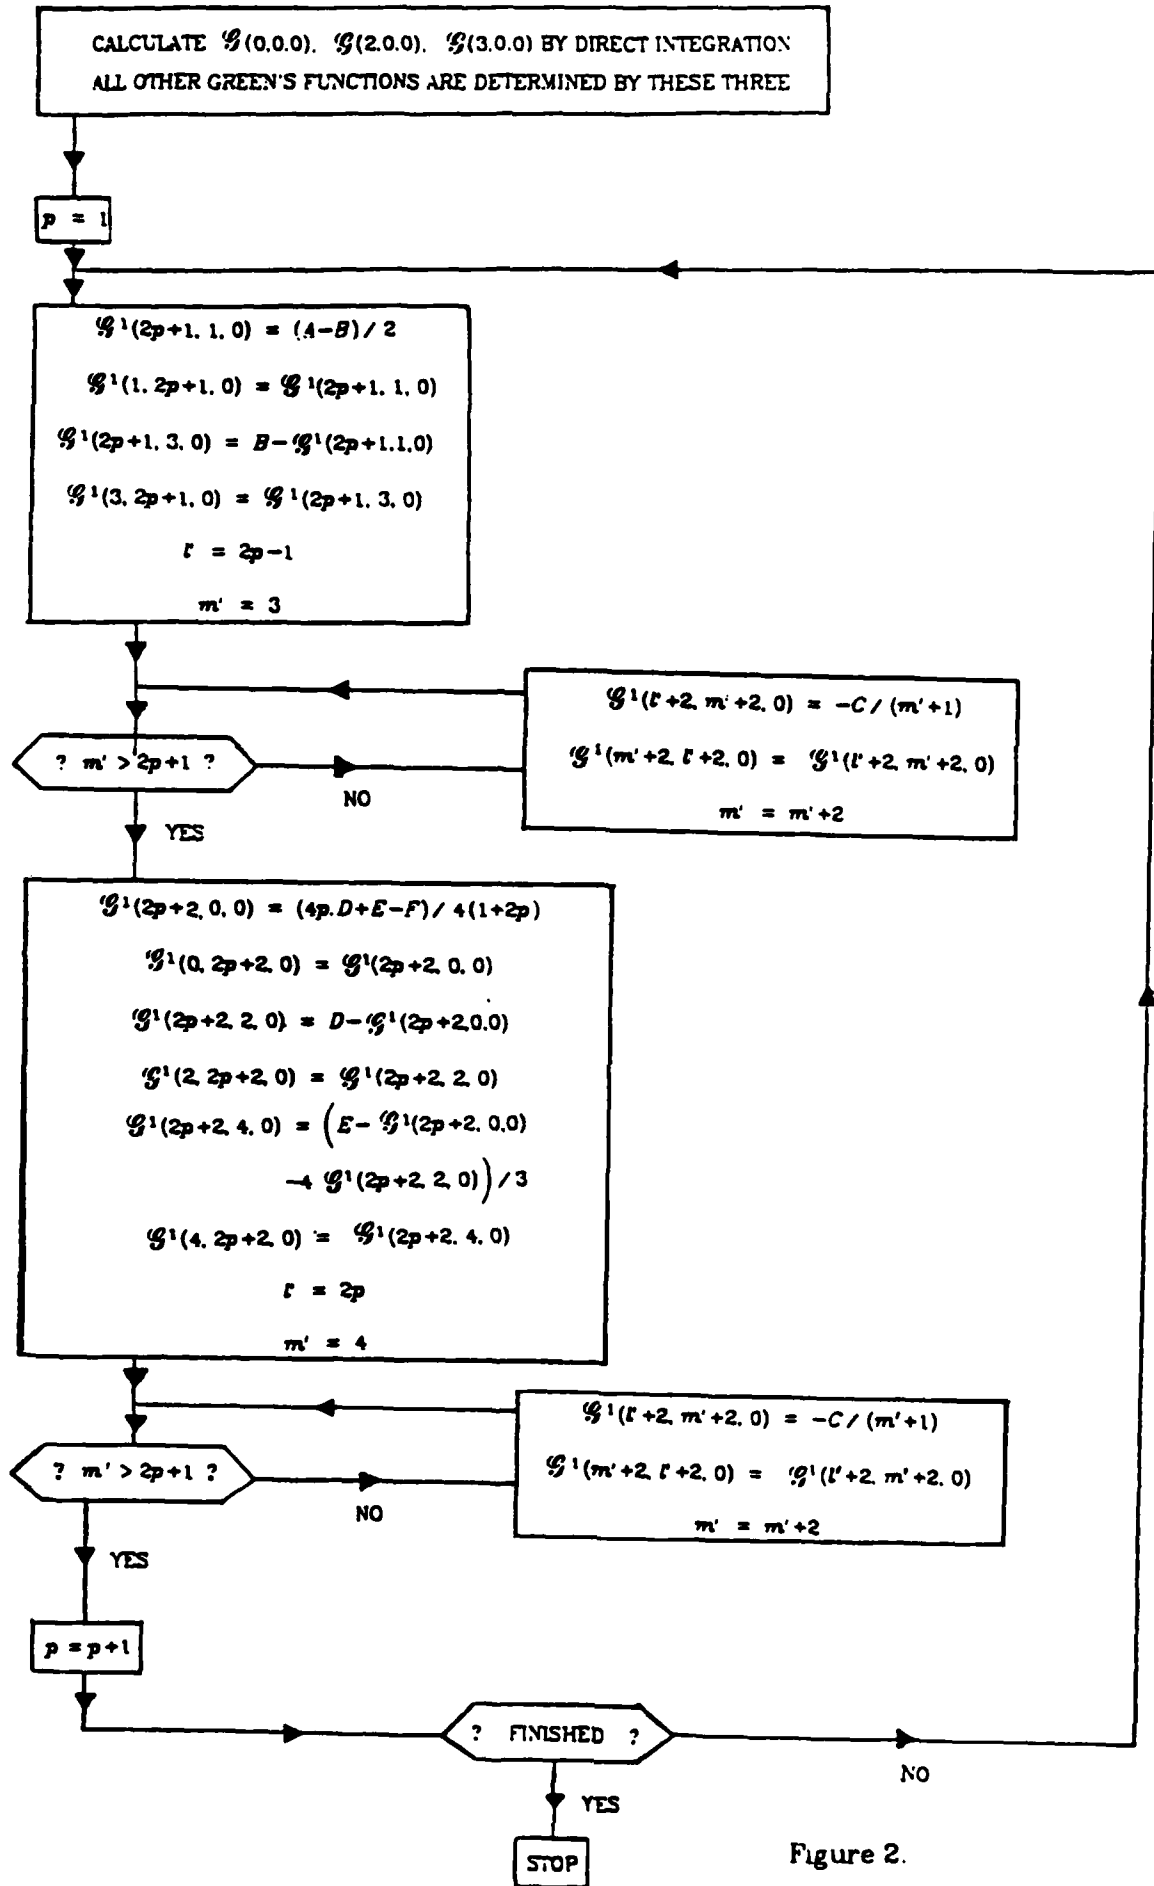 CALCULATE 𝒢(0,0,0), 𝒢(2,0,0), 𝒢(3,0,0) BY DIRECT INTEGRATION
ALL OTHER GREEN'S FUNCTIONS ARE DETERMINED BY THESE THREE
p = 1
𝒢¹(2p+1, 1, 0) = (A−B) / 2
𝒢¹(1, 2p+1, 0) = 𝒢¹(2p+1, 1, 0)
𝒢¹(2p+1, 3, 0) = B−𝒢¹(2p+1,1,0)
𝒢¹(3, 2p+1, 0) = 𝒢¹(2p+1, 3, 0)
l' = 2p−1
m' = 3
𝒢¹(l'+2, m'+2, 0) = −C / (m'+1)
𝒢¹(m'+2, l'+2, 0) = 𝒢¹(l'+2, m'+2, 0)
m' = m'+2
? m' > 2p+1 ?
NO
YES
𝒢¹(2p+2, 0, 0) = (4p.D+E−F) / 4(1+2p)
𝒢¹(0, 2p+2, 0) = 𝒢¹(2p+2, 0, 0)
𝒢¹(2p+2, 2, 0) = D−𝒢¹(2p+2,0,0)
𝒢¹(2, 2p+2, 0) = 𝒢¹(2p+2, 2, 0)
𝒢¹(2p+2, 4, 0) = (E− 𝒢¹(2p+2, 0,0)
−4 𝒢¹(2p+2, 2, 0)) / 3
𝒢¹(4, 2p+2, 0) = 𝒢¹(2p+2, 4, 0)
l' = 2p
m' = 4
𝒢¹(l'+2, m'+2, 0) = −C / (m'+1)
𝒢¹(m'+2, l'+2, 0) = 𝒢¹(l'+2, m'+2, 0)
m' = m'+2
? m' > 2p+1 ?
NO
YES
p = p+1
? FINISHED ?
NO
YES
STOP
Figure 2.